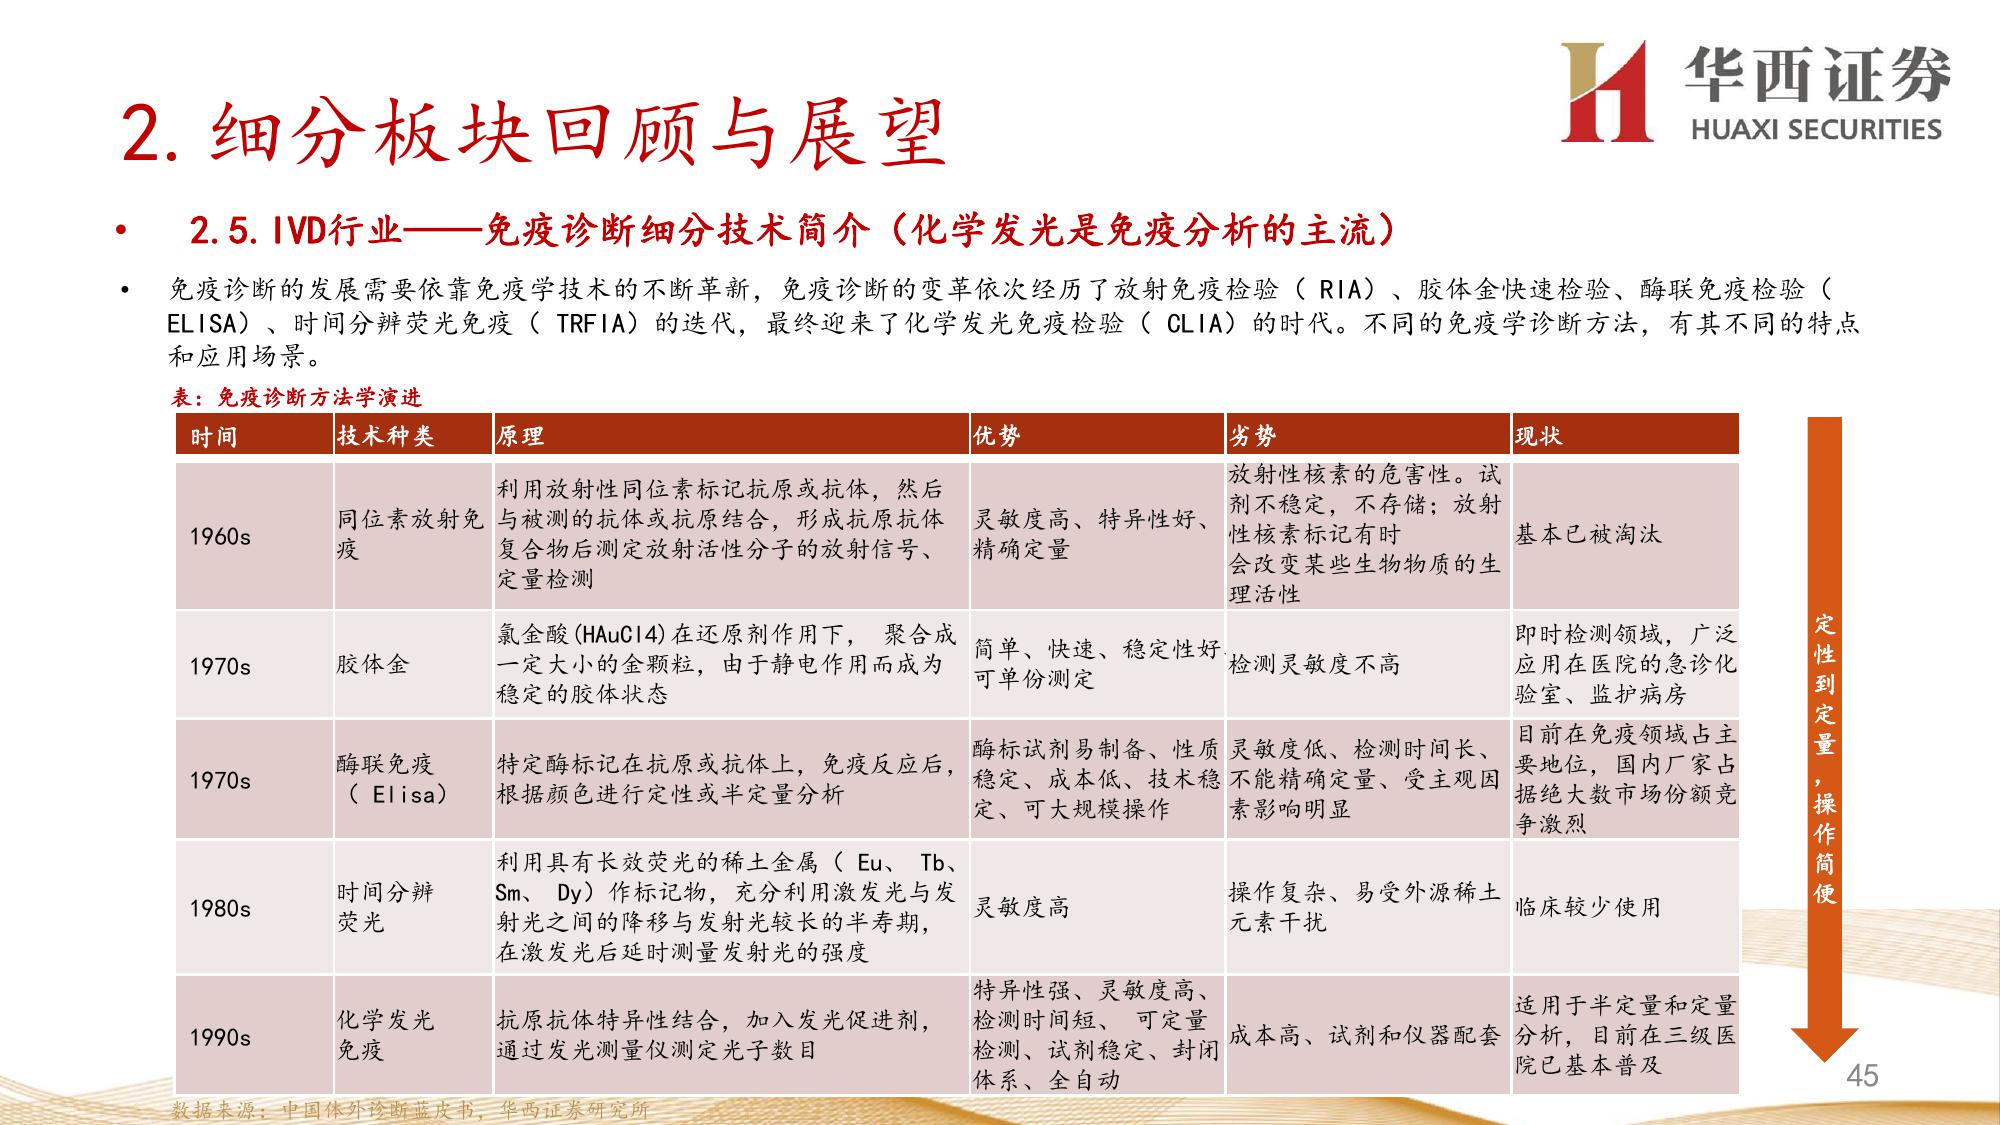 华西证券
HUAXI SECURITIES
2. 细分板块回顾与展望
• 2.5.IVD行业——免疫诊断细分技术简介（化学发光是免疫分析的主流）
• 免疫诊断的发展需要依靠免疫学技术的不断革新，免疫诊断的变革依次经历了放射免疫检验（ RIA）、胶体金快速检验、酶联免疫检验（
ELISA）、时间分辨荧光免疫（ TRFIA）的迭代，最终迎来了化学发光免疫检验（ CLIA）的时代。不同的免疫学诊断方法，有其不同的特点
和应用场景。
表：免疫诊断方法学演进
时间 技术种类 原理 优势 劣势 现状
1960s
同位素放射免
疫
利用放射性同位素标记抗原或抗体，然后
与被测的抗体或抗原结合，形成抗原抗体
复合物后测定放射活性分子的放射信号、
定量检测
灵敏度高、特异性好、
精确定量
放射性核素的危害性。试
剂不稳定，不存储；放射
性核素标记有时
会改变某些生物物质的生
理活性
基本已被淘汰
1970s
胶体金
氯金酸(HAuCl4)在还原剂作用下， 聚合成
一定大小的金颗粒，由于静电作用而成为
稳定的胶体状态
简单、快速、稳定性好、
可单份测定
检测灵敏度不高
即时检测领域，广泛
应用在医院的急诊化
验室、监护病房
1970s
酶联免疫
（ Elisa）
特定酶标记在抗原或抗体上，免疫反应后，
根据颜色进行定性或半定量分析
酶标试剂易制备、性质
稳定、成本低、技术稳
定、可大规模操作
灵敏度低、检测时间长、
不能精确定量、受主观因
素影响明显
目前在免疫领域占主
要地位，国内厂家占
据绝大数市场份额竞
争激烈
1980s
时间分辨
荧光
利用具有长效荧光的稀土金属（ Eu、 Tb、
Sm、 Dy）作标记物，充分利用激发光与发
射光之间的降移与发射光较长的半寿期，
在激发光后延时测量发射光的强度
灵敏度高
操作复杂、易受外源稀土
元素干扰
临床较少使用
1990s
化学发光
免疫
抗原抗体特异性结合，加入发光促进剂，
通过发光测量仪测定光子数目
特异性强、灵敏度高、
检测时间短、 可定量
检测、试剂稳定、封闭
体系、全自动
成本高、试剂和仪器配套
适用于半定量和定量
分析，目前在三级医
院已基本普及
定性到定量，操作简便
数据来源：中国体外诊断蓝皮书，华西证券研究所
45